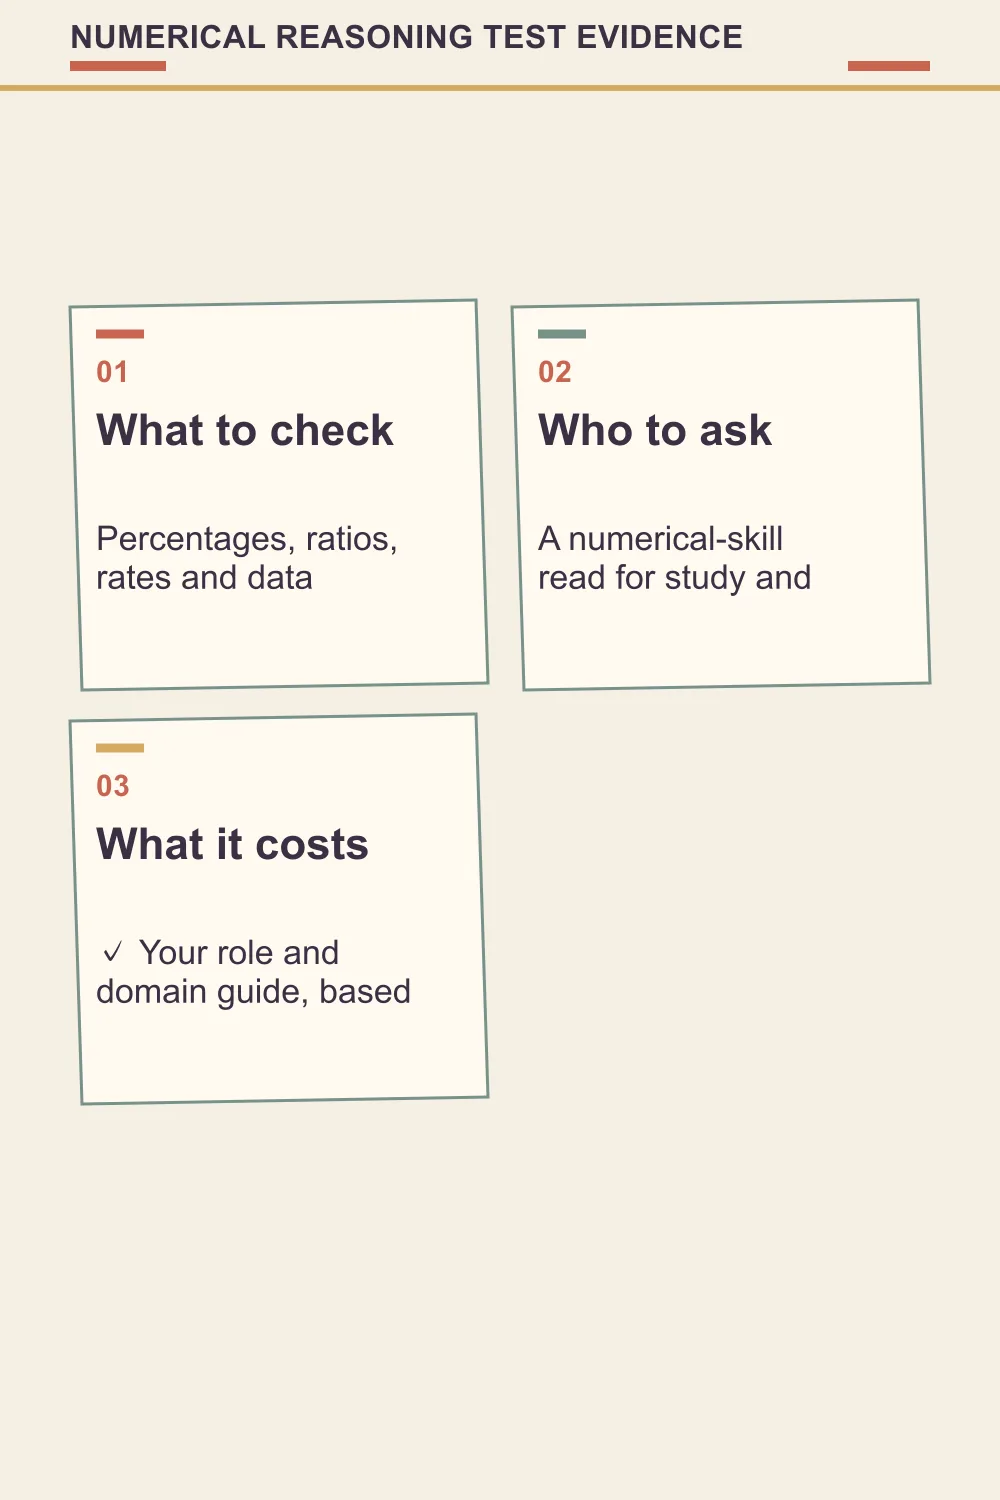 NUMERICAL REASONING TEST EVIDENCE
01
What to check
Percentages, ratios,
rates and data
02
Who to ask
A numerical-skill
read for study and
03
What it costs
✓ Your role and
domain guide, based